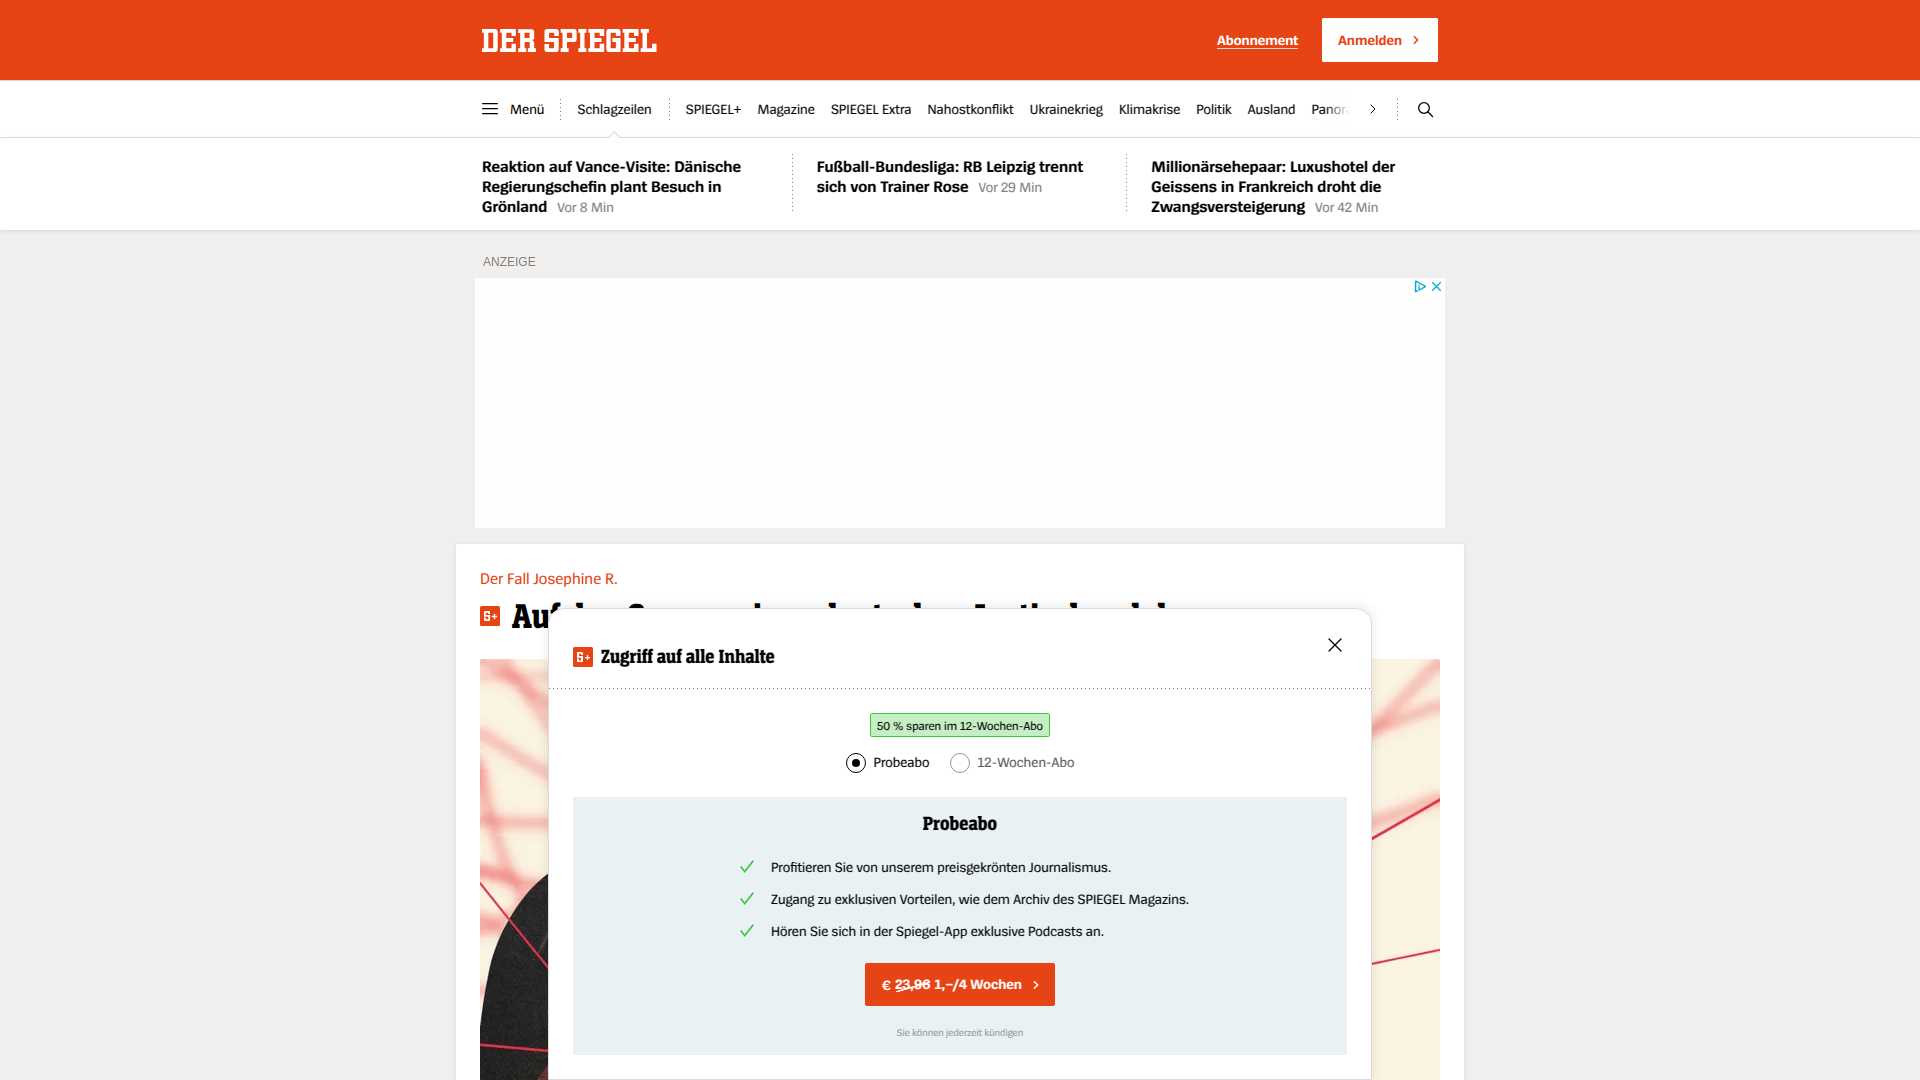 DER SPIEGEL
Abonnement
Anmelden
Menü
Schlagzeilen
SPIEGEL+
Magazine
SPIEGEL Extra
Nahostkonflikt
Ukrainekrieg
Klimakrise
Politik
Ausland
Reaktion auf Vance-Visite: Dänische
Regierungschefin plant Besuch in
Grönland Vor 8 Min
Fußball-Bundesliga: RB Leipzig trennt
sich von Trainer Rose Vor 29 Min
Millionärsehepaar: Luxushotel der
Geissens in Frankreich droht die
Zwangsversteigerung Vor 42 Min
ANZEIGE
Der Fall Josephine R.
Zugriff auf alle Inhalte
50 % sparen im 12-Wochen-Abo
Probeabo
12-Wochen-Abo
Probeabo
Profitieren Sie von unserem preisgekrönten Journalismus.
Zugang zu exklusiven Vorteilen, wie dem Archiv des SPIEGEL Magazins.
Hören Sie sich in der Spiegel-App exklusive Podcasts an.
€ 23,96 1,–/4 Wochen
Sie können jederzeit kündigen